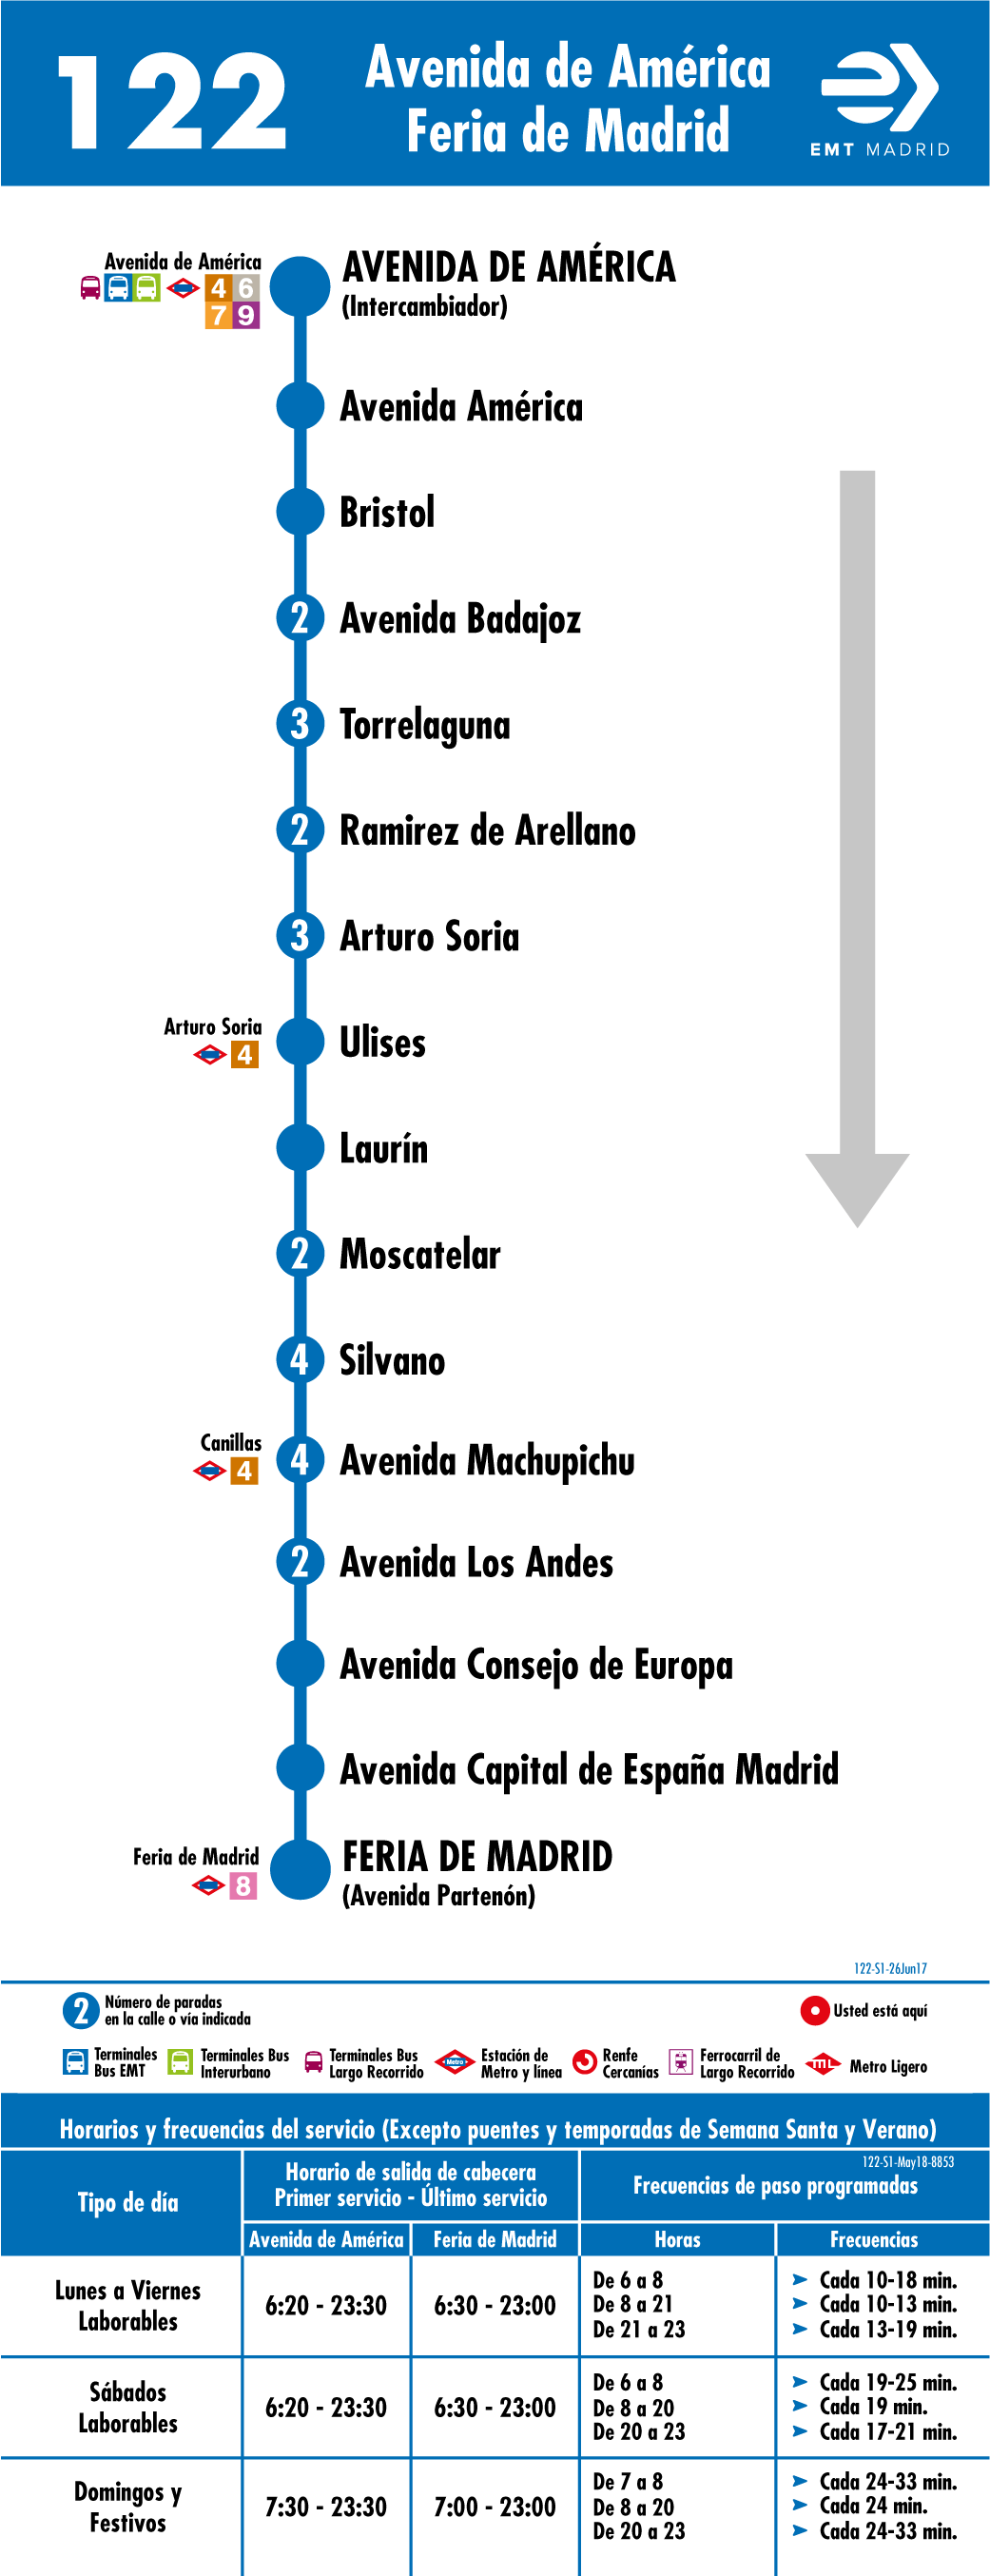 122
Avenida de América
Feria de Madrid
EMT MADRID
Avenida de América
4 6
7 9
AVENIDA DE AMÉRICA
(Intercambiador)
Avenida América
Bristol
2 Avenida Badajoz
3 Torrelaguna
2 Ramirez de Arellano
3 Arturo Soria
Arturo Soria
4
Ulises
Laurín
2 Moscatelar
4 Silvano
Canillas
4
4 Avenida Machupichu
2 Avenida Los Andes
Avenida Consejo de Europa
Avenida Capital de España Madrid
Feria de Madrid
8
FERIA DE MADRID
(Avenida Partenón)
122-S1-26Jun17
2 Número de paradas
en la calle o vía indicada
Usted está aquí
Terminales
Bus EMT
Terminales Bus
Interurbano
Terminales Bus
Largo Recorrido
Metro
Estación de
Metro y línea
Renfe
Cercanías
Ferrocarril de
Largo Recorrido
ML
Metro Ligero
Horarios y frecuencias del servicio (Excepto puentes y temporadas de Semana Santa y Verano)
122-S1-May18-8853
Tipo de día
Horario de salida de cabecera
Primer servicio - Último servicio
Frecuencias de paso programadas
Avenida de América Feria de Madrid Horas Frecuencias
Lunes a Viernes
Laborables
6:20 - 23:30 6:30 - 23:00
De 6 a 8 ➤ Cada 10-18 min.
De 8 a 21 ➤ Cada 10-13 min.
De 21 a 23 ➤ Cada 13-19 min.
Sábados
Laborables
6:20 - 23:30 6:30 - 23:00
De 6 a 8 ➤ Cada 19-25 min.
De 8 a 20 ➤ Cada 19 min.
De 20 a 23 ➤ Cada 17-21 min.
Domingos y
Festivos
7:30 - 23:30 7:00 - 23:00
De 7 a 8 ➤ Cada 24-33 min.
De 8 a 20 ➤ Cada 24 min.
De 20 a 23 ➤ Cada 24-33 min.